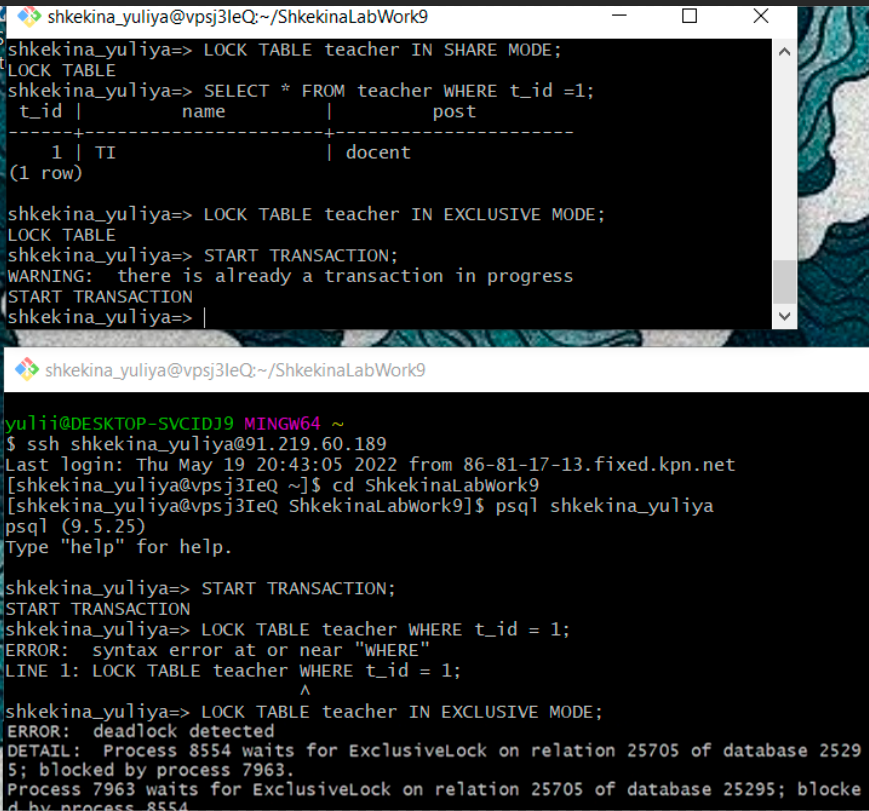 shkekina_yuliya@vpsj3IeQ:~/ShkekinaLabWork9
shkekina_yuliya=> LOCK TABLE teacher IN SHARE MODE;
LOCK TABLE
shkekina_yuliya=> SELECT * FROM teacher WHERE t_id =1;
t_id | name | post
------+----------------------+----------------------
1 | TI | docent
(1 row)
shkekina_yuliya=> LOCK TABLE teacher IN EXCLUSIVE MODE;
LOCK TABLE
shkekina_yuliya=> START TRANSACTION;
WARNING:  there is already a transaction in progress
START TRANSACTION
shkekina_yuliya=>
shkekina_yuliya@vpsj3IeQ:~/ShkekinaLabWork9
yulii@DESKTOP-SVCIDJ9 MINGW64 ~
$ ssh shkekina_yuliya@91.219.60.189
Last login: Thu May 19 20:43:05 2022 from 86-81-17-13.fixed.kpn.net
[shkekina_yuliya@vpsj3IeQ ~]$ cd ShkekinaLabWork9
[shkekina_yuliya@vpsj3IeQ ShkekinaLabWork9]$ psql shkekina_yuliya
psql (9.5.25)
Type "help" for help.
shkekina_yuliya=> START TRANSACTION;
START TRANSACTION
shkekina_yuliya=> LOCK TABLE teacher WHERE t_id = 1;
ERROR:  syntax error at or near "WHERE"
LINE 1: LOCK TABLE teacher WHERE t_id = 1;
^
shkekina_yuliya=> LOCK TABLE teacher IN EXCLUSIVE MODE;
ERROR:  deadlock detected
DETAIL:  Process 8554 waits for ExclusiveLock on relation 25705 of database 2529
5; blocked by process 7963.
Process 7963 waits for ExclusiveLock on relation 25705 of database 25295; blocke
d by process 8554